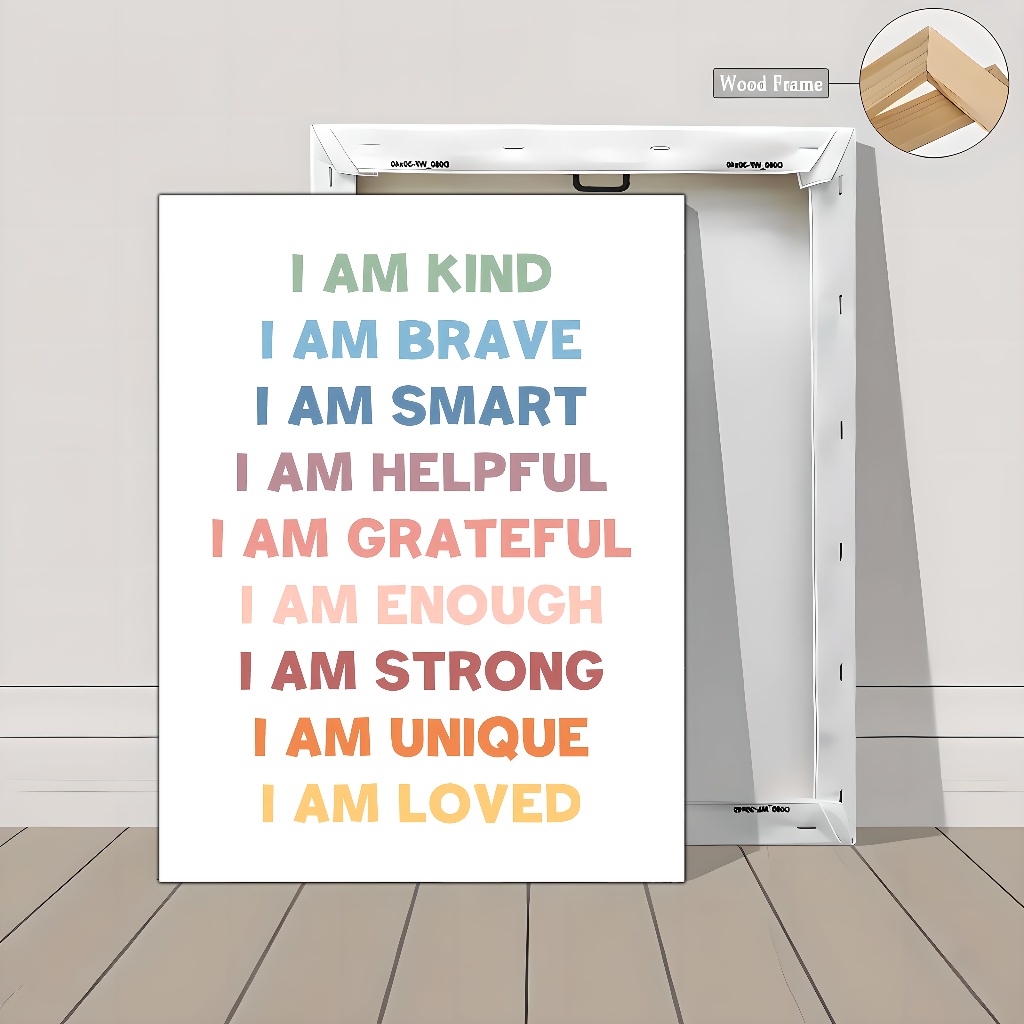 Wood Frame
I AM KIND
I AM BRAVE
I AM SMART
I AM HELPFUL
I AM GRATEFUL
I AM ENOUGH
I AM STRONG
I AM UNIQUE
I AM LOVED